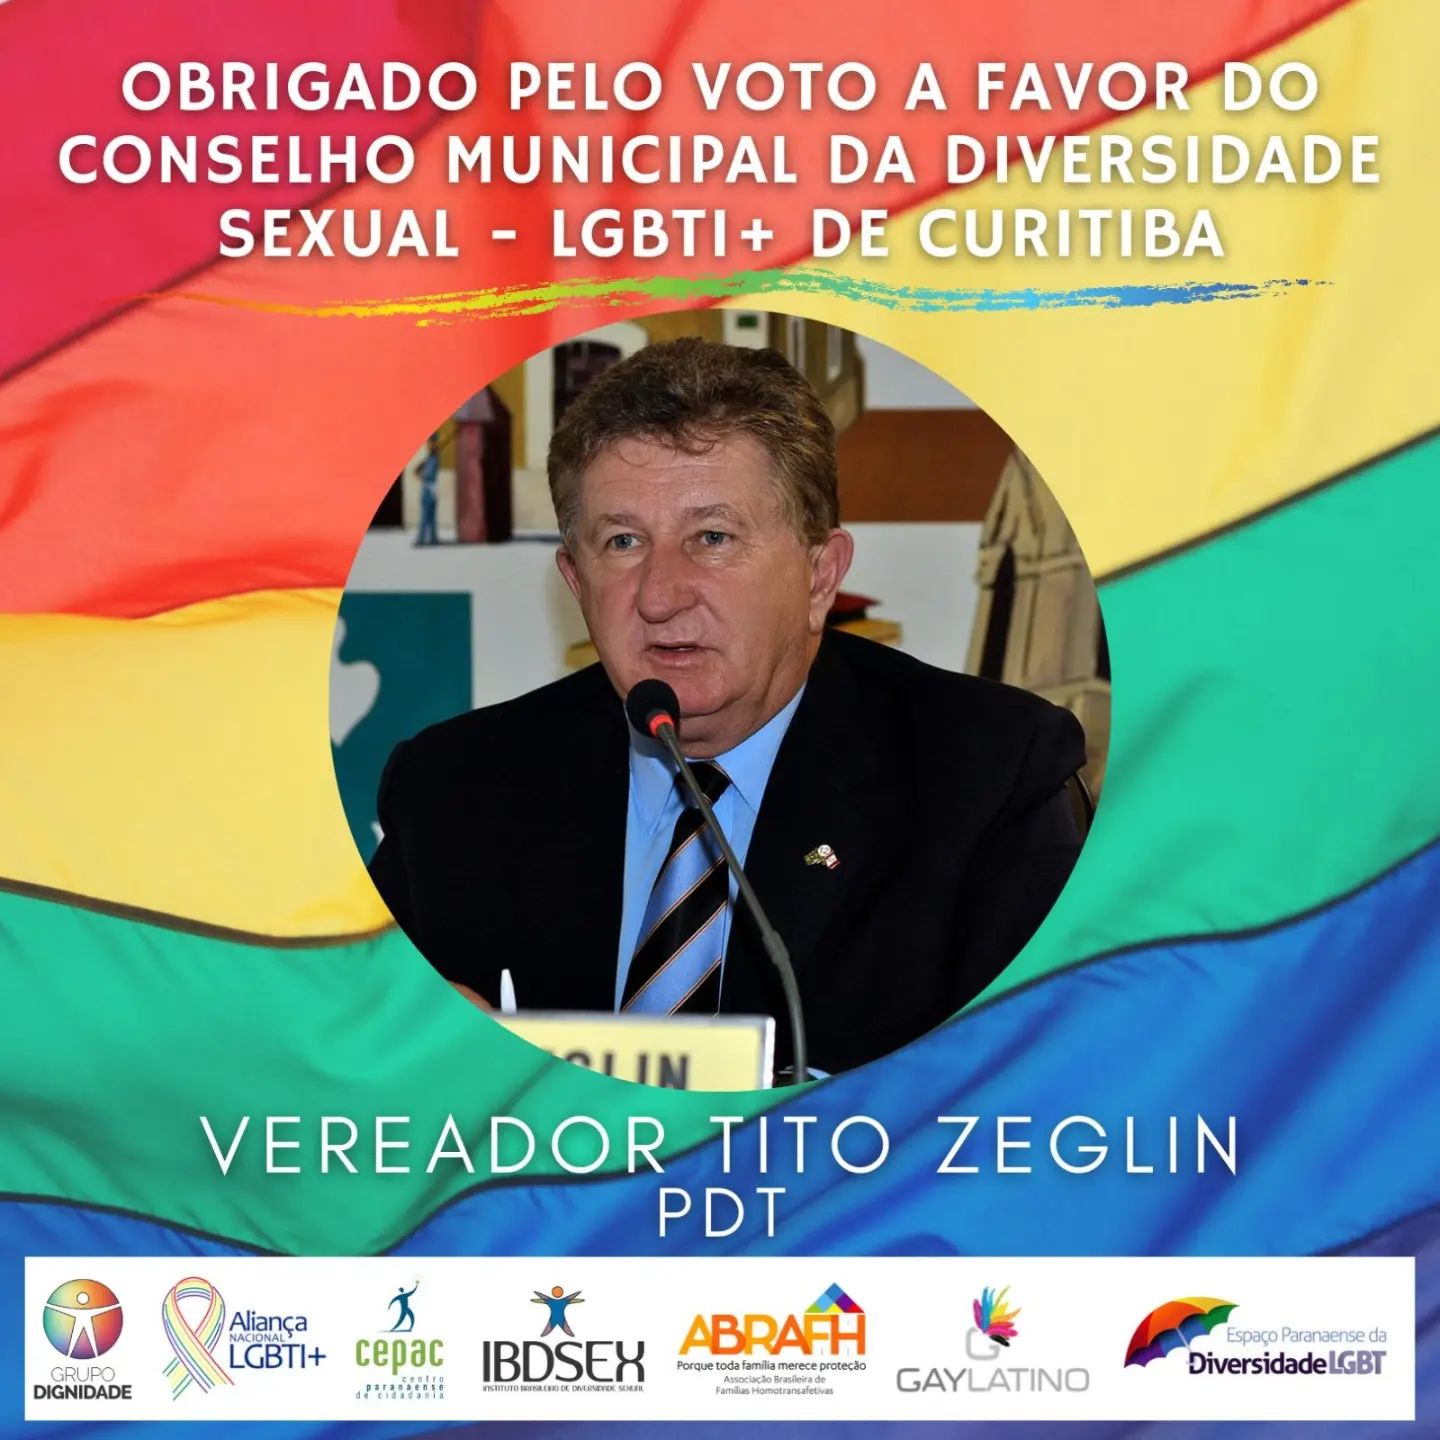 OBRIGADO PELO VOTO A FAVOR DO
CONSELHO MUNICIPAL DA DIVERSIDADE
SEXUAL - LGBTI+ DE CURITIBA
GLIN
VEREADOR TITO ZEGLIN
PDT
GRUPO
DIGNIDADE
Aliança
NACIONAL
LGBTI+
cepac
centro
paranaense
de cidadania
IBDSEX
INSTITUTO BRASILEIRO DE DIVERSIDADE SEXUAL
ABRAFH
Porque toda família merece proteção
Associação Brasileira de
Famílias Homotransafetivas
G
GAYLATINO
Espaço Paranaense da
DiversidadeLGBT